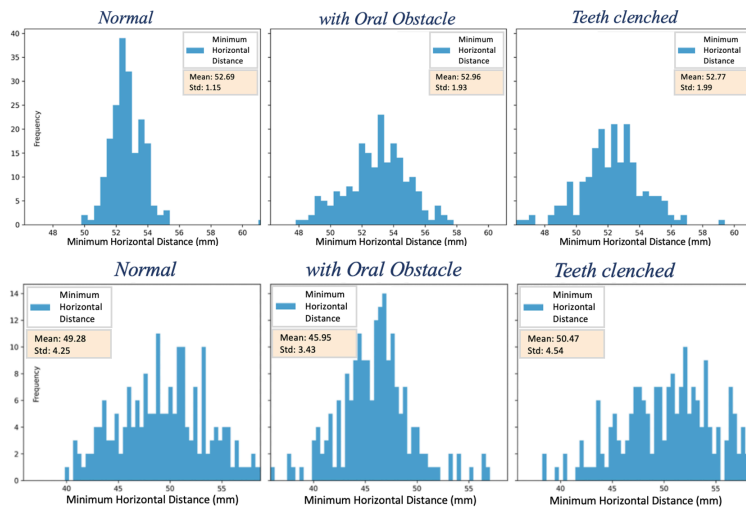 Normal
with Oral Obstacle
Teeth clenched
40
35
30
25
20
15
10
5
0
Frequency
Minimum
Horizontal
Distance
Mean: 52.69
Std: 1.15
48 50 52 54 56 58 60
Minimum Horizontal Distance (mm)
Minimum
Horizontal
Distance
Mean: 52.96
Std: 1.93
48 50 52 54 56 58 60
Minimum Horizontal Distance (mm)
Minimum
Horizontal
Distance
Mean: 52.77
Std: 1.99
48 50 52 54 56 58 60
Minimum Horizontal Distance (mm)
Normal
with Oral Obstacle
Teeth clenched
14
12
10
8
6
4
2
0
Frequency
Minimum
Horizontal
Distance
Mean: 49.28
Std: 4.25
40 45 50 55
Minimum Horizontal Distance (mm)
Minimum
Horizontal
Distance
Mean: 45.95
Std: 3.43
40 45 50 55
Minimum Horizontal Distance (mm)
Minimum
Horizontal
Distance
Mean: 50.47
Std: 4.54
40 45 50 55
Minimum Horizontal Distance (mm)